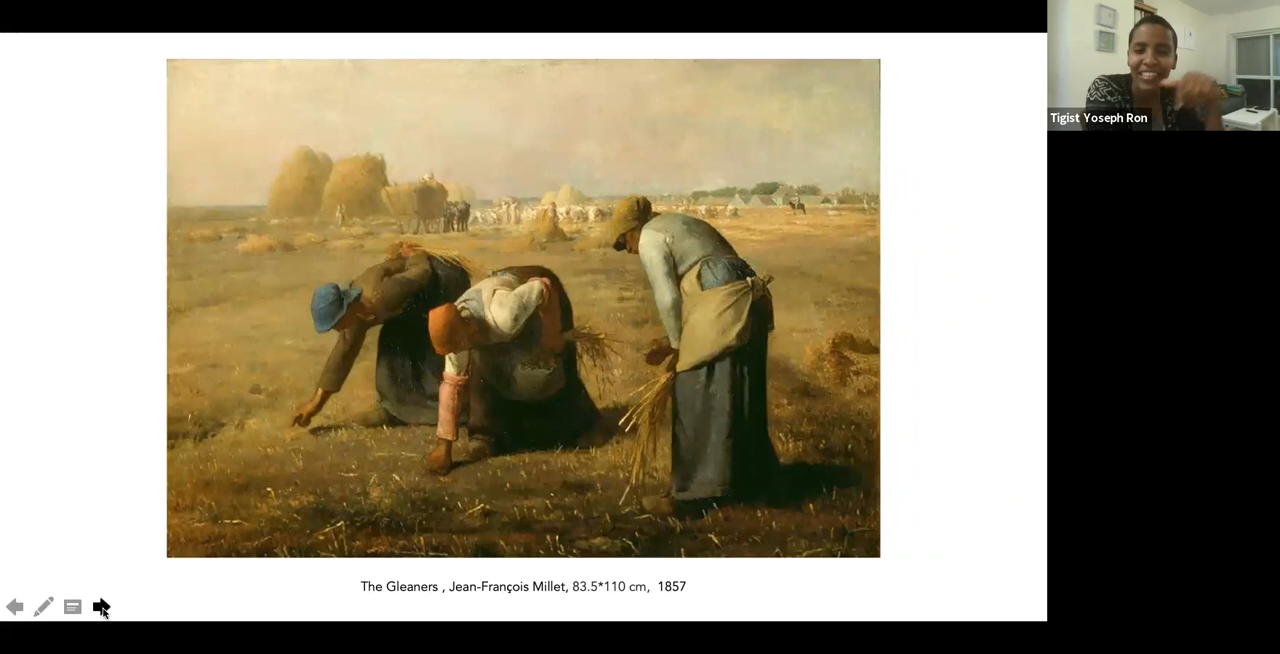 Tigist Yoseph Ron
The Gleaners , Jean-François Millet, 83.5*110 cm,  1857